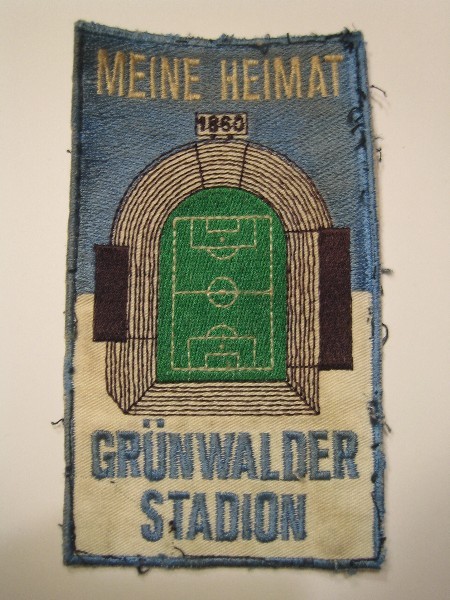 MEINE HEIMAT
1860
GRÜNWALDER
STADION